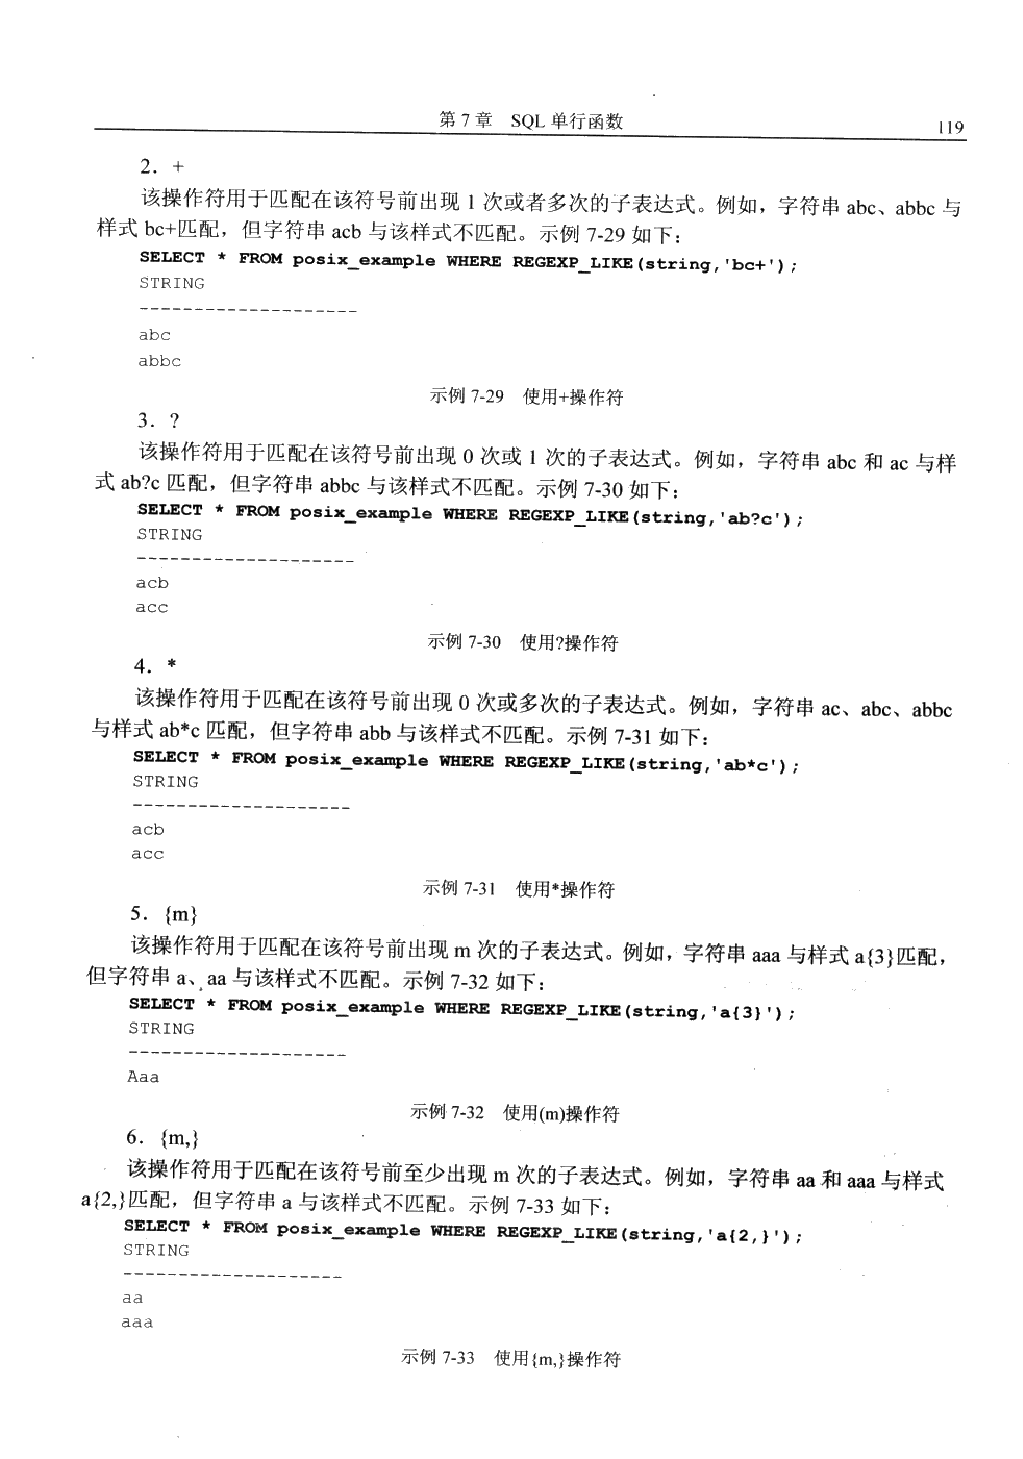 第 7 章　SQL 单行函数
119
2．+
该操作符用于匹配在该符号前出现 1 次或者多次的子表达式。例如，字符串 abc、abbc 与
样式 bc+匹配，但字符串 acb 与该样式不匹配。示例 7-29 如下：
SELECT * FROM posix_example WHERE REGEXP_LIKE(string,'bc+');
STRING
--------------------
abc
abbc
示例 7-29　使用+操作符
3．?
该操作符用于匹配在该符号前出现 0 次或 1 次的子表达式。例如，字符串 abc 和 ac 与样
式 ab?c 匹配，但字符串 abbc 与该样式不匹配。示例 7-30 如下：
SELECT * FROM posix_example WHERE REGEXP_LIKE(string,'ab?c');
STRING
--------------------
acb
acc
示例 7-30　使用?操作符
4．*
该操作符用于匹配在该符号前出现 0 次或多次的子表达式。例如，字符串 ac、abc、abbc
与样式 ab*c 匹配，但字符串 abb 与该样式不匹配。示例 7-31 如下：
SELECT * FROM posix_example WHERE REGEXP_LIKE(string,'ab*c');
STRING
--------------------
acb
acc
示例 7-31　使用*操作符
5．{m}
该操作符用于匹配在该符号前出现 m 次的子表达式。例如，字符串 aaa 与样式 a{3}匹配，
但字符串 a、aa 与该样式不匹配。示例 7-32 如下：
SELECT * FROM posix_example WHERE REGEXP_LIKE(string,'a{3}');
STRING
--------------------
Aaa
示例 7-32　使用(m)操作符
6．{m,}
该操作符用于匹配在该符号前至少出现 m 次的子表达式。例如，字符串 aa 和 aaa 与样式
a{2,}匹配，但字符串 a 与该样式不匹配。示例 7-33 如下：
SELECT * FROM posix_example WHERE REGEXP_LIKE(string,'a{2,}');
STRING
--------------------
aa
aaa
示例 7-33　使用{m,}操作符